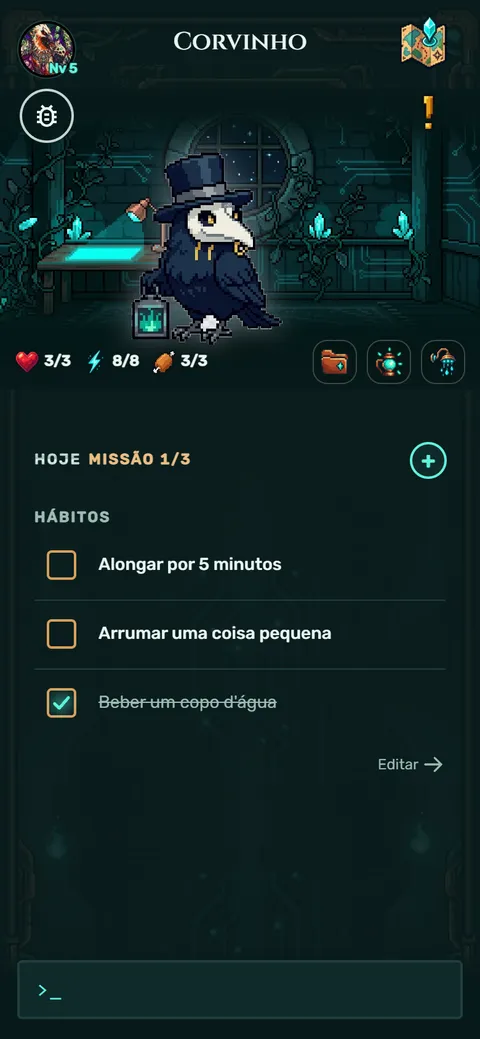 Corvinho
Nv 5
!
3/3 8/8 3/3
HOJE MISSÃO 1/3
HÁBITOS
Alongar por 5 minutos
Arrumar uma coisa pequena
Beber um copo d'água
Editar →
>_